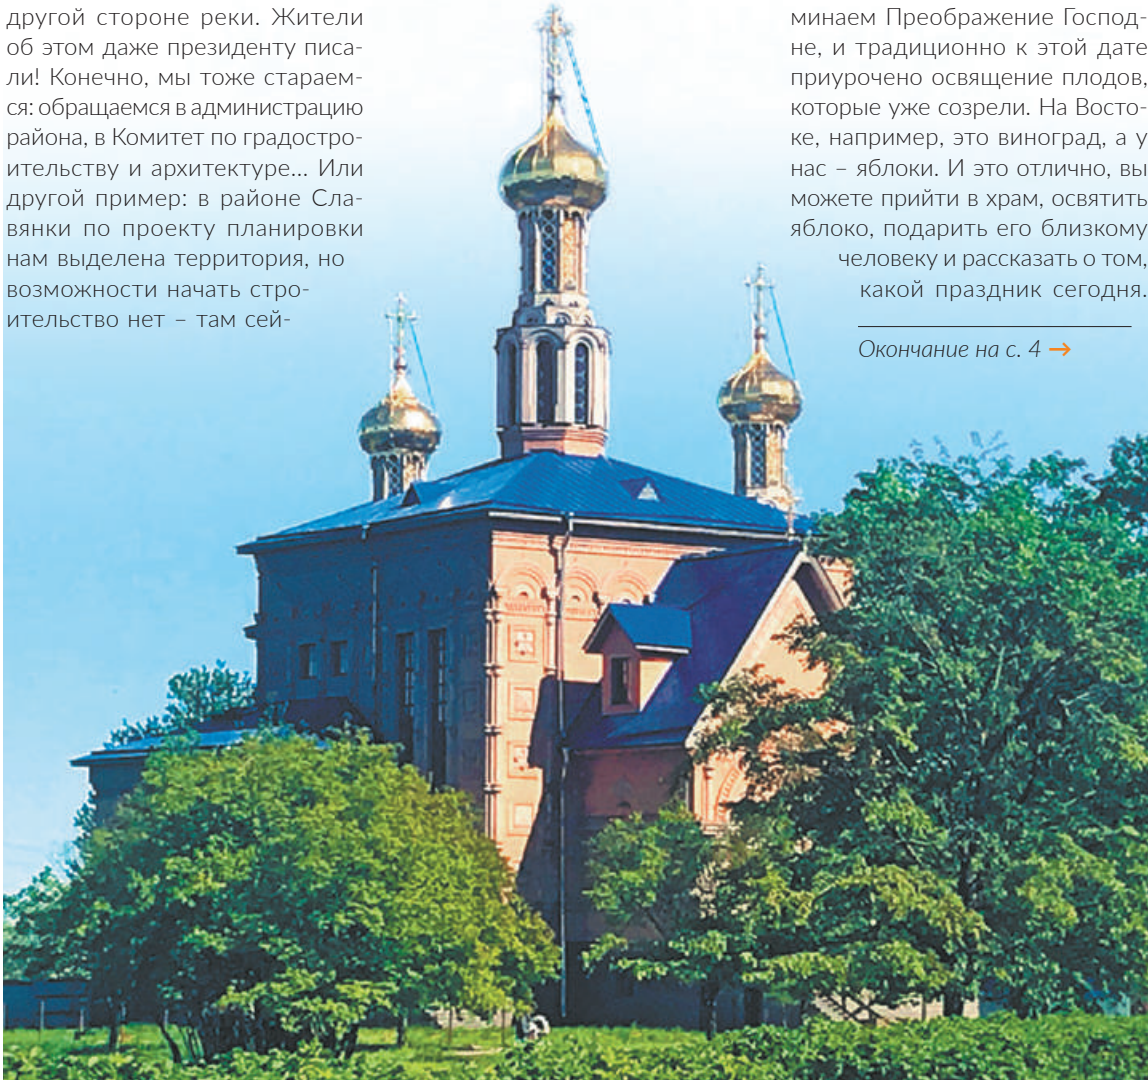 другой стороне реки. Жители
об этом даже президенту писа-
ли! Конечно, мы тоже стараем-
ся: обращаемся в администрацию
района, в Комитет по градостро-
ительству и архитектуре... Или
другой пример: в районе Сла-
вянки по проекту планировки
нам выделена территория, но
возможности начать стро-
ительство нет – там сей-
минаем Преображение Господ-
не, и традиционно к этой дате
приурочено освящение плодов,
которые уже созрели. На Восто-
ке, например, это виноград, а у
нас – яблоки. И это отлично, вы
можете прийти в храм, освятить
яблоко, подарить его близкому
человеку и рассказать о том,
какой праздник сегодня.
Окончание на с. 4 →